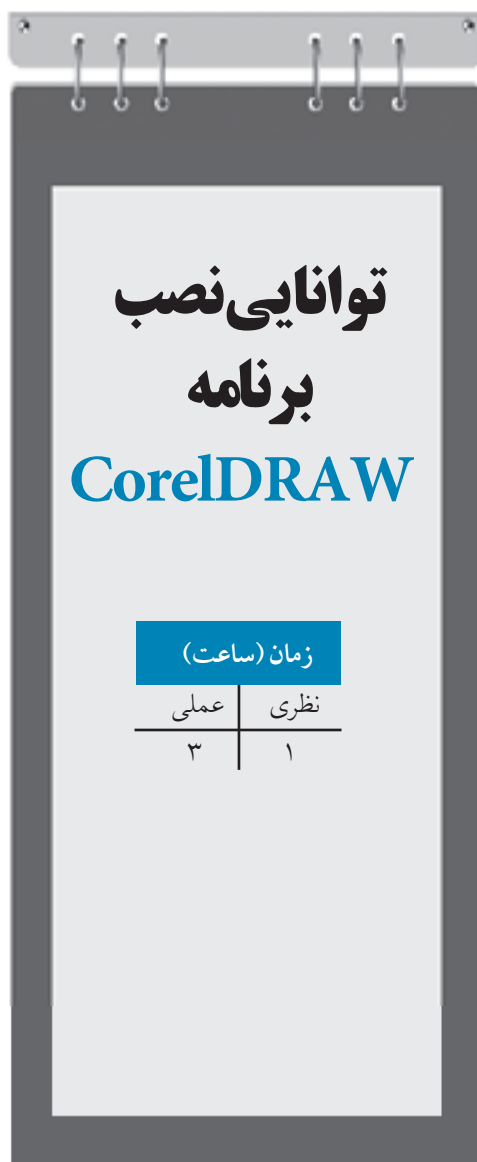 توانایی نصب
برنامه
CorelDRAW
زمان (ساعت)
نظری عملی
۱ ۳